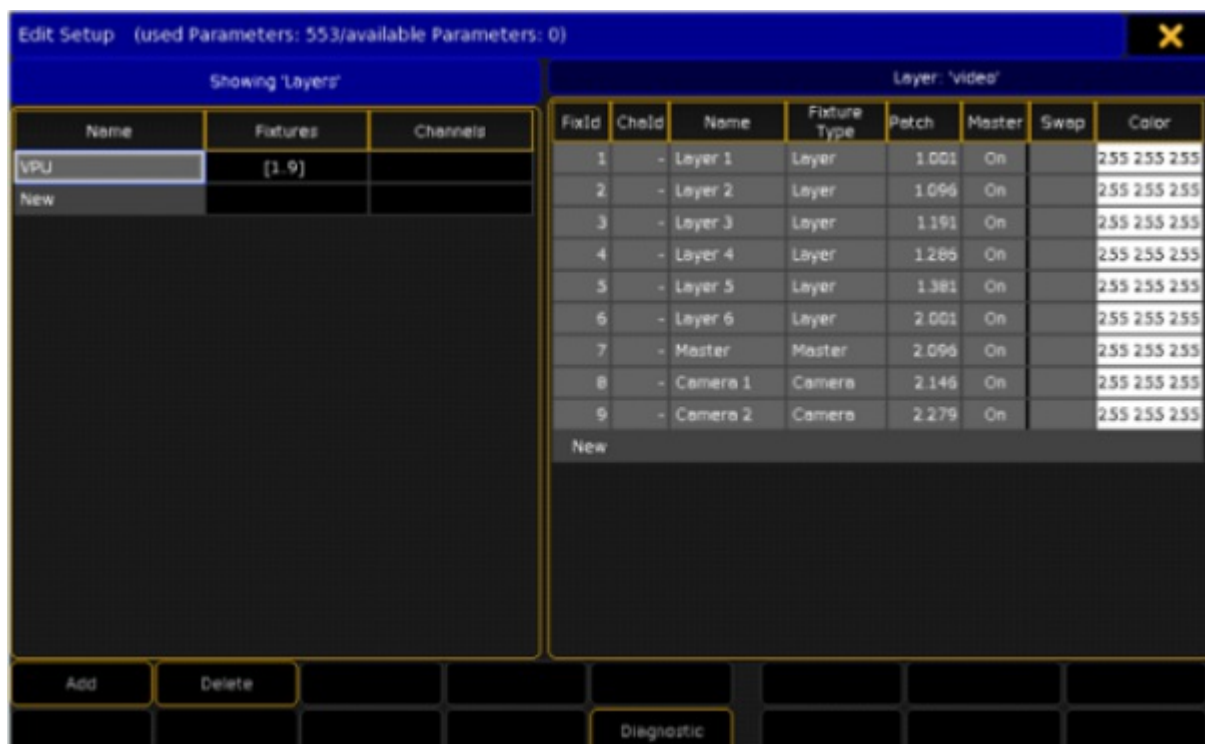 Edit Setup (used Parameters: 553/available Parameters: 0)
Showing 'Layers'
Name Fixtures Channels
VPU [1..9]
New
Layer: 'video'
FixId ChaId Name Fixture Type Patch Master Swap Color
1 - Layer 1 Layer 1.001 On 255 255 255
2 - Layer 2 Layer 1.096 On 255 255 255
3 - Layer 3 Layer 1.191 On 255 255 255
4 - Layer 4 Layer 1.286 On 255 255 255
5 - Layer 5 Layer 1.381 On 255 255 255
6 - Layer 6 Layer 2.001 On 255 255 255
7 - Master Master 2.096 On 255 255 255
8 - Camera 1 Camera 2.146 On 255 255 255
9 - Camera 2 Camera 2.279 On 255 255 255
New
Add Delete
Diagnostic